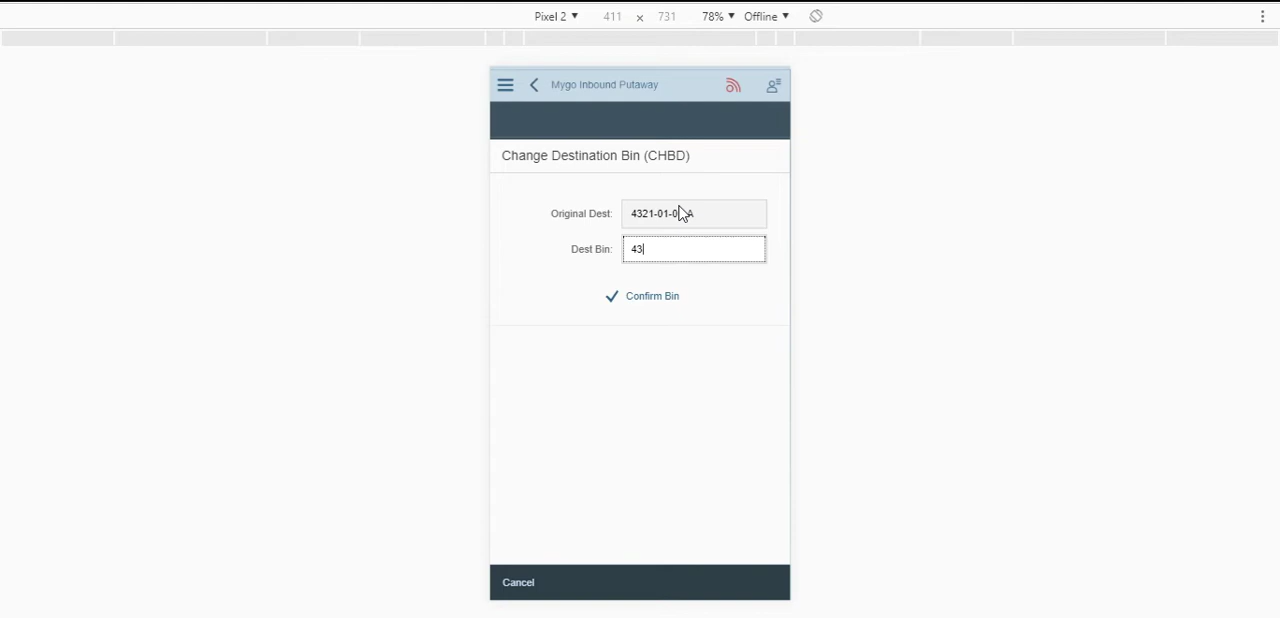 Pixel 2 ▼ 411 x 731 78% ▼ Offline ▼
Mygo Inbound Putaway
Change Destination Bin (CHBD)
Original Dest:
Dest Bin: 43
Confirm Bin
Cancel